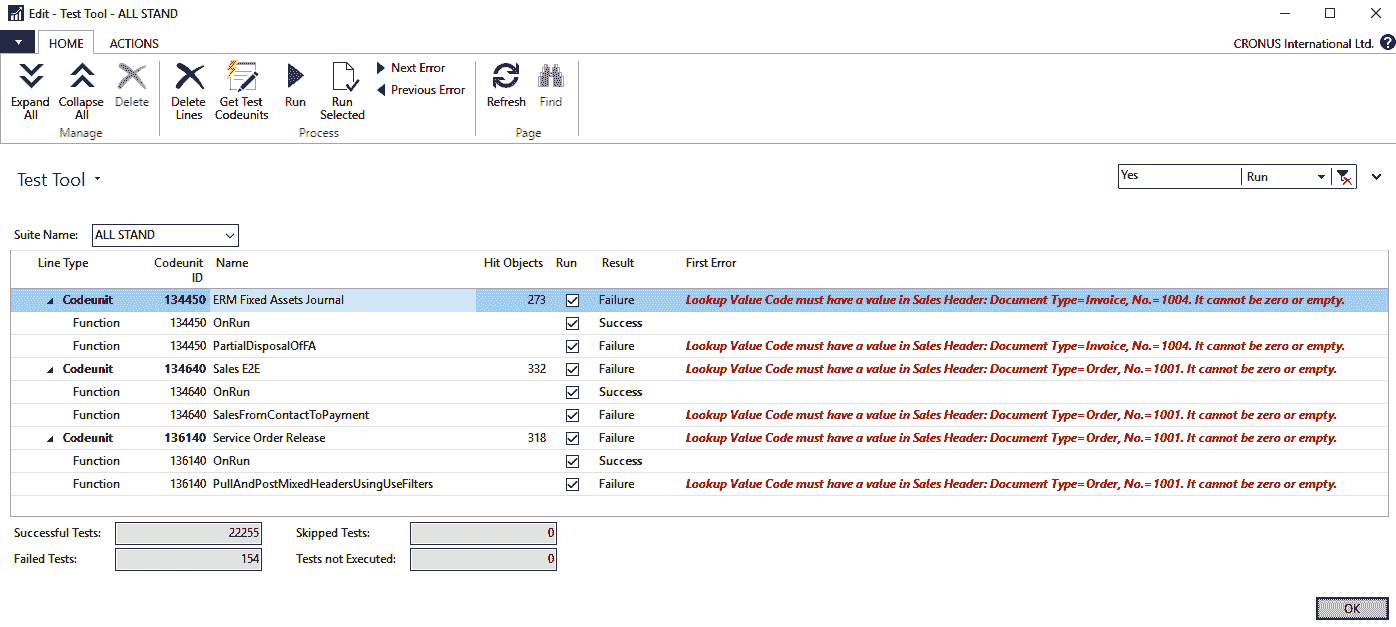 Edit - Test Tool - ALL STAND
HOME ACTIONS CRONUS International Ltd. ?
Expand All
Collapse All
Delete
Manage
Delete Lines
Get Test Codeunits
Run
Run Selected
Next Error
Previous Error
Process
Refresh
Find
Page
Test Tool
Yes Run
Suite Name: ALL STAND
Line Type Codeunit ID Name Hit Objects Run Result First Error
Codeunit 134450 ERM Fixed Assets Journal 273 Failure Lookup Value Code must have a value in Sales Header: Document Type=Invoice, No.=1004. It cannot be zero or empty.
Function 134450 OnRun Success
Function 134450 PartialDisposalOfFA Failure Lookup Value Code must have a value in Sales Header: Document Type=Invoice, No.=1004. It cannot be zero or empty.
Codeunit 134640 Sales E2E 332 Failure Lookup Value Code must have a value in Sales Header: Document Type=Order, No.=1001. It cannot be zero or empty.
Function 134640 OnRun Success
Function 134640 SalesFromContactToPayment Failure Lookup Value Code must have a value in Sales Header: Document Type=Order, No.=1001. It cannot be zero or empty.
Codeunit 136140 Service Order Release 318 Failure Lookup Value Code must have a value in Sales Header: Document Type=Order, No.=1001. It cannot be zero or empty.
Function 136140 OnRun Success
Function 136140 PullAndPostMixedHeadersUsingUseFilters Failure Lookup Value Code must have a value in Sales Header: Document Type=Order, No.=1001. It cannot be zero or empty.
Successful Tests: 22255 Skipped Tests: 0
Failed Tests: 154 Tests not Executed: 0
OK